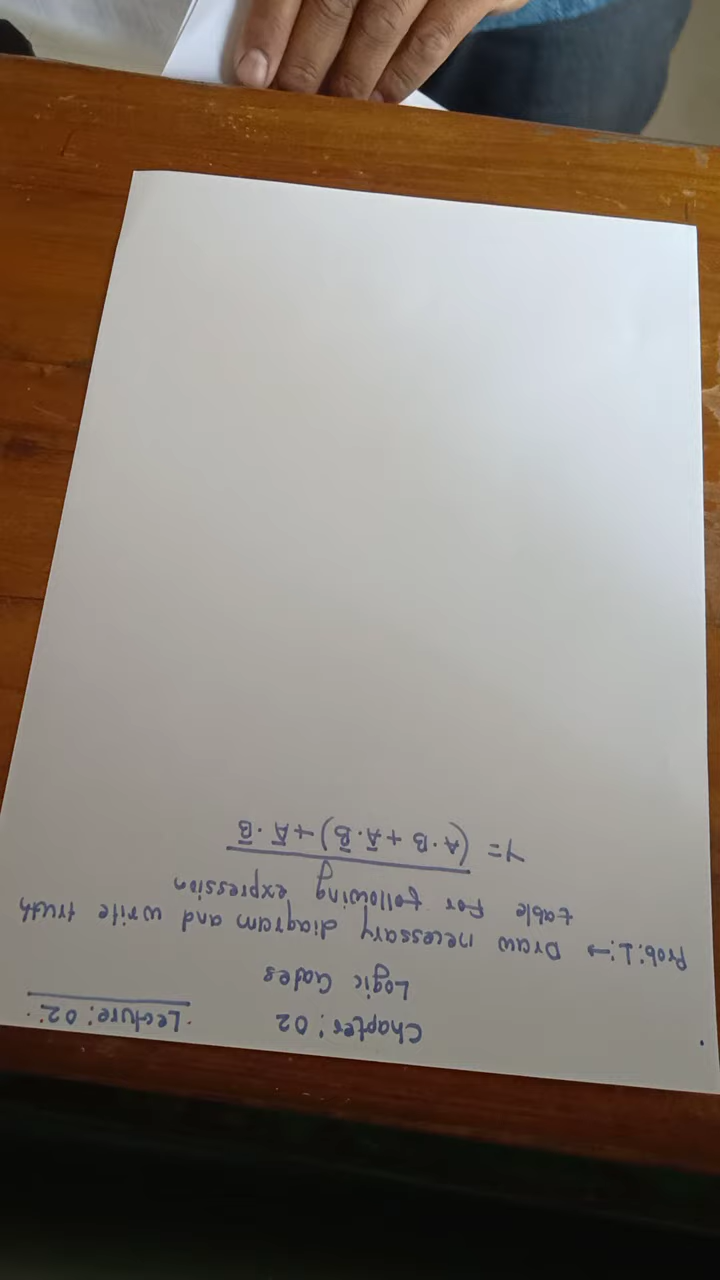 Chapter: 02 Lecture: 02:
Logic Gates
Prob:1:→ Draw necessary diagram and write truth
table for following expression
Y = (A·B + A̅·B̅) + A̅·B̅